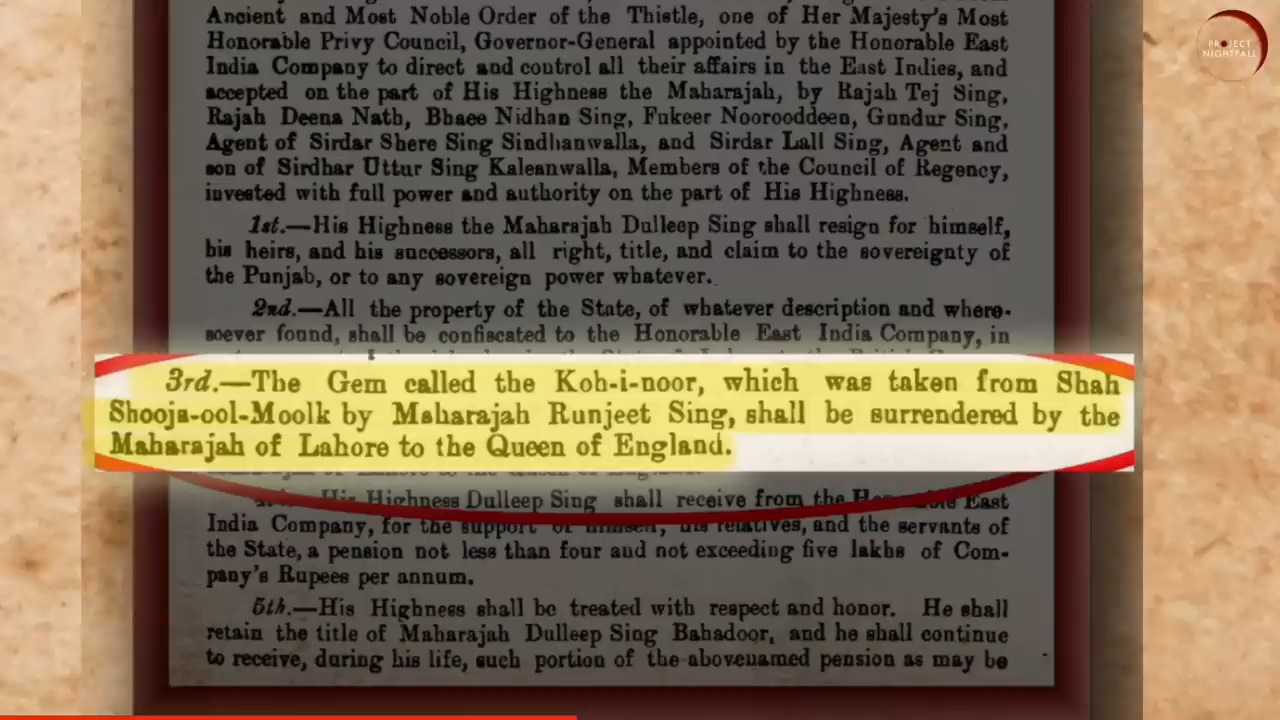 Ancient and Most Noble Order of the Thistle, one of Her Majesty's Most
Honorable Privy Council, Governor-General appointed by the Honorable East
India Company to direct and control all their affairs in the East Indies, and
accepted on the part of His Highness the Maharajah, by Rajah Tej Sing,
Rajah Deena Nath, Bhaee Nidhan Sing, Fukeer Noorooddeen, Gundur Sing,
Agent of Sirdar Shere Sing Sindhanwalla, and Sirdar Lall Sing, Agent and
son of Sirdhar Uttur Sing Kaleanwalla, Members of the Council of Regency,
invested with full power and authority on the part of His Highness.
1st.—His Highness the Maharajah Dulleep Sing shall resign for himself,
his heirs, and his successors, all right, title, and claim to the sovereignty of
the Punjab, or to any sovereign power whatever.
2nd.—All the property of the State, of whatever description and where-
soever found, shall be confiscated to the Honorable East India Company, in
3rd.—The Gem called the Koh-i-noor, which was taken from Shah
Shooja-ool-Moolk by Maharajah Runjeet Sing, shall be surrendered by the
Maharajah of Lahore to the Queen of England.
His Highness Dulleep Sing shall receive from the East
India Company, for the support of himself, his relatives, and the servants of
the State, a pension not less than four and not exceeding five lakhs of Com-
pany's Rupees per annum.
5th.—His Highness shall be treated with respect and honor. He shall
retain the title of Maharajah Dulleep Sing Bahadoor, and he shall continue
to receive, during his life, such portion of the abovenamed pension as may be
PROJECT
NIGHTFALL